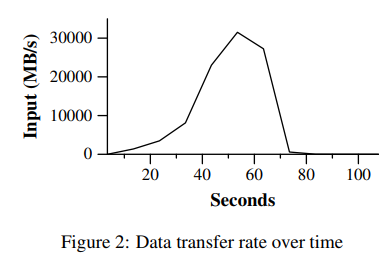 Input (MB/s)
30000
20000
10000
0
20 40 60 80 100
Seconds
Figure 2: Data transfer rate over time